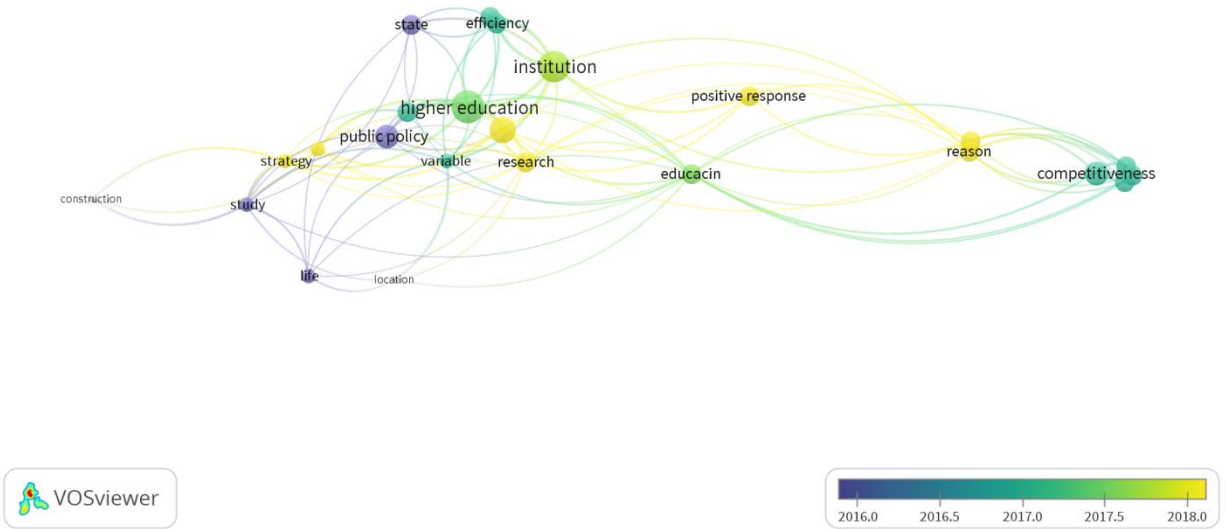 state
efficiency
institution
higher education
positive response
public policy
strategy
variable
research
reason
educacin
competitiveness
construction
study
life
location
VOSviewer
2016.0
2016.5
2017.0
2017.5
2018.0